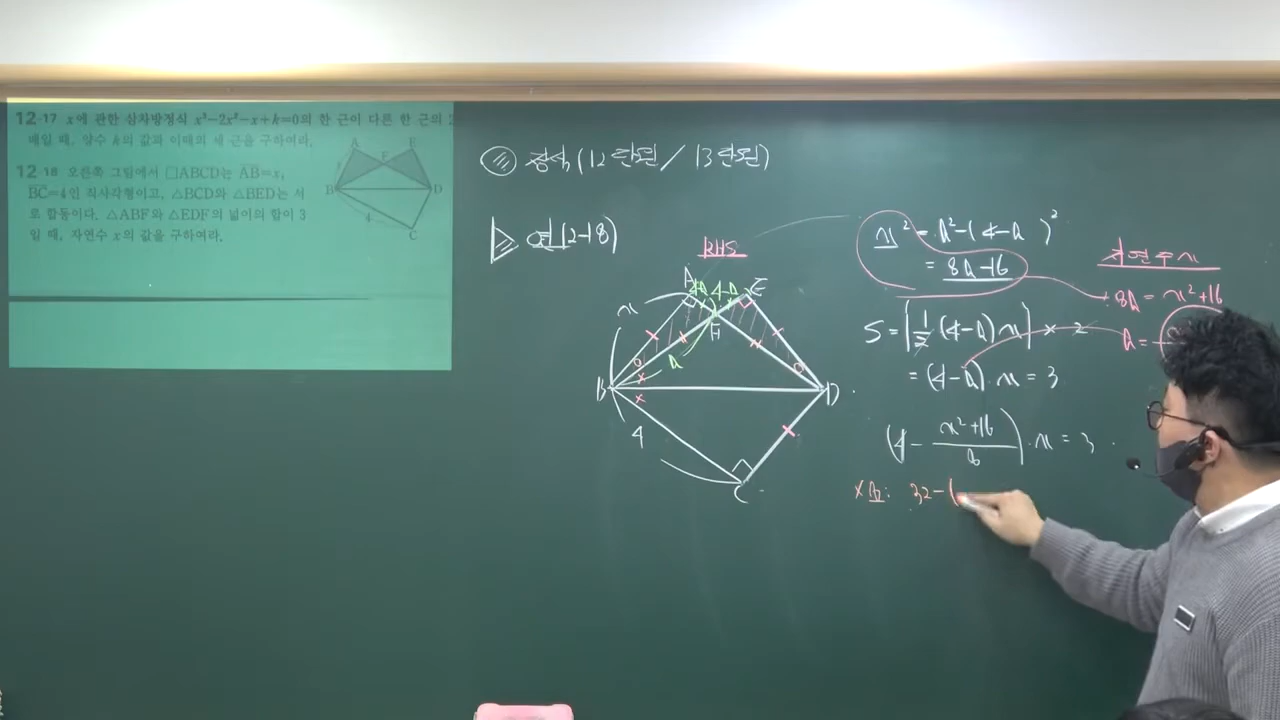 12·17 x에 관한 삼차방정식 x³−2x²−x+k=0의 한 근이 다른 한 근의 2
배일 때, 양수 k의 값과 이때의 세 근을 구하여라.
12·18 오른쪽 그림에서 □ABCD는 AB=x,
BC=4인 직사각형이고, △BCD와 △BED는 서
로 합동이다. △ABF와 △EDF의 넓이의 합이 3
일 때, 자연수 x의 값을 구하여라.
A E
F
B D
4
C
(12단원 / 13단원)
12-18)
RHS
A 4-a 4-a E
x
a
B D
4
C
x² = a²-(4-a)²
= 8a-16
S = [1/2 (4-a)x] × 2
= (4-a)·x = 3
(4 - x²+16/8)·x = 3
×8: 32-(
자연수 x
8a = x²+16
a =